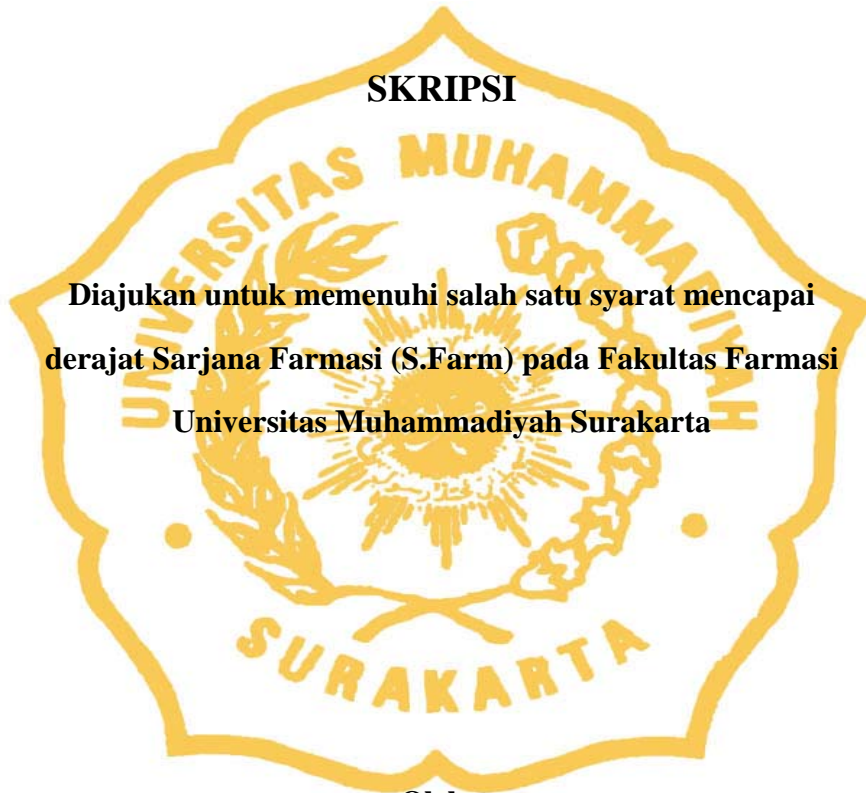 SKRIPSI
UNIVERSITAS MUHAMMADIYAH
Diajukan untuk memenuhi salah satu syarat mencapai
derajat Sarjana Farmasi (S.Farm) pada Fakultas Farmasi
Universitas Muhammadiyah Surakarta
SURAKARTA